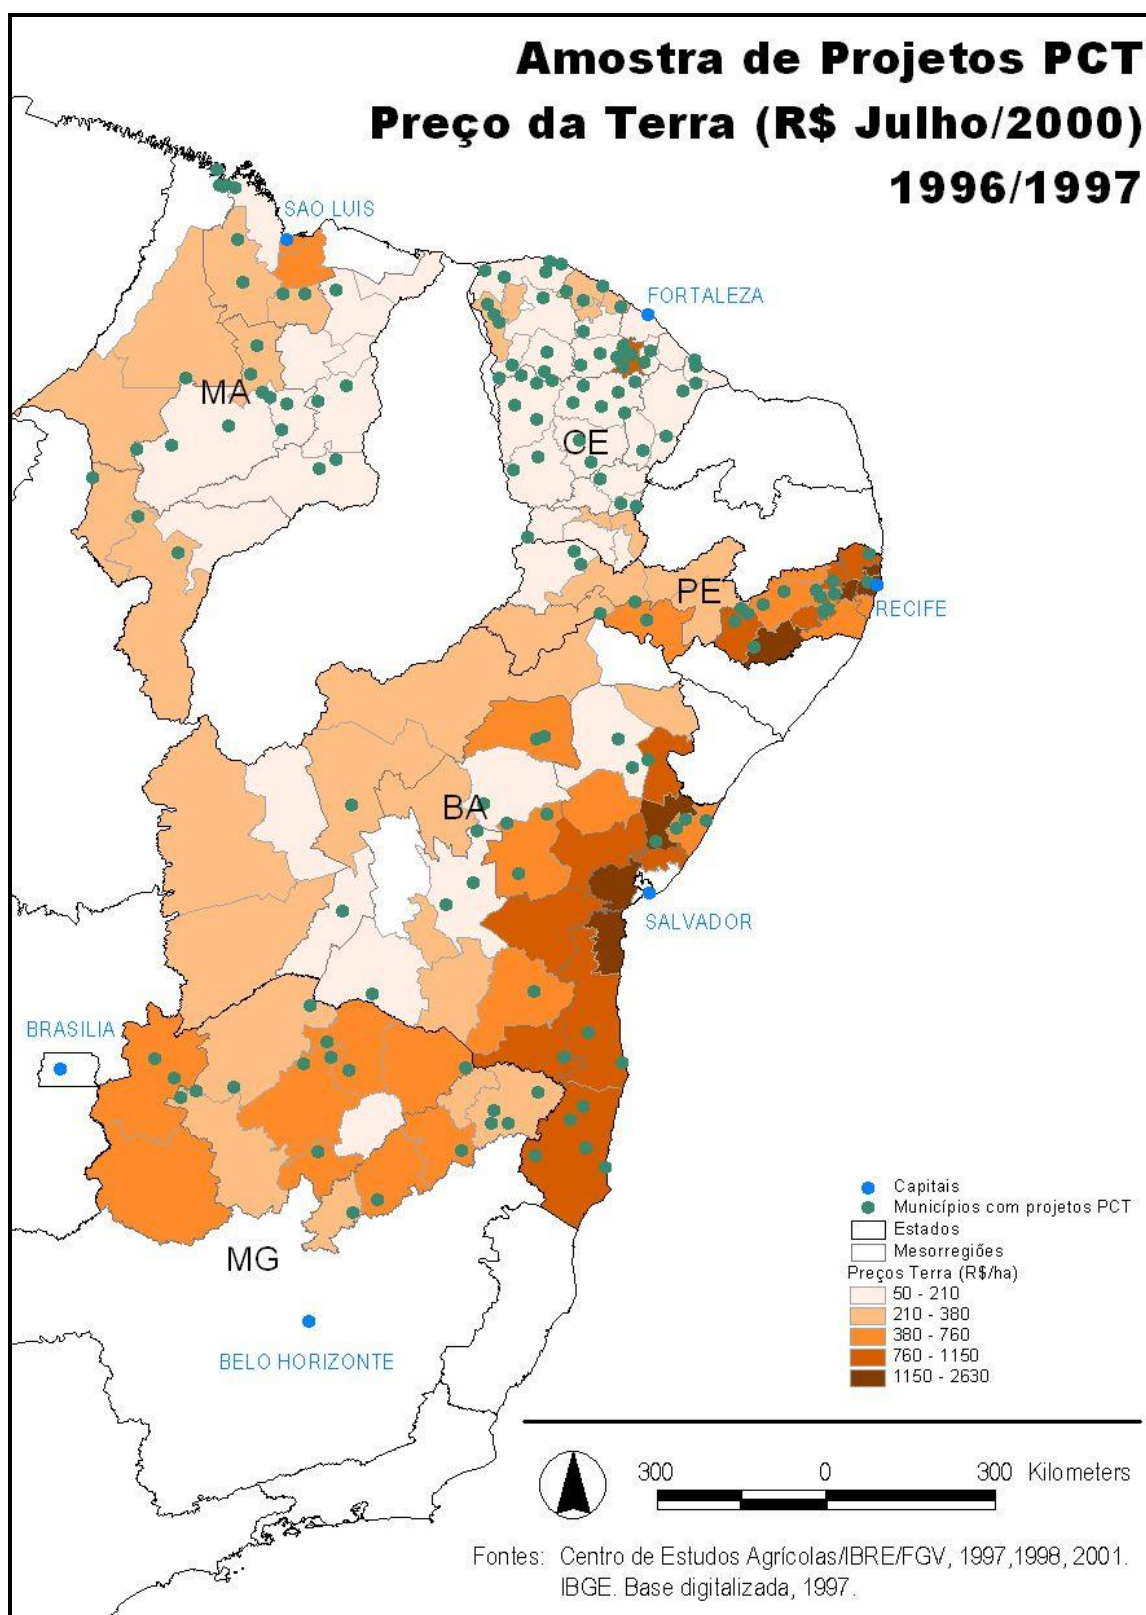 Amostra de Projetos PCT
Preço da Terra (R$ Julho/2000)
1996/1997
SAO LUIS
FORTALEZA
MA
CE
PE
RECIFE
BA
SALVADOR
BRASILIA
MG
BELO HORIZONTE
Capitais
Municípios com projetos PCT
Estados
Mesorregiões
Preços Terra (R$/ha)
50 - 210
210 - 380
380 - 760
760 - 1150
1150 - 2630
300 0 300 Kilometers
Fontes: Centro de Estudos Agrícolas/IBRE/FGV, 1997,1998, 2001.
IBGE. Base digitalizada, 1997.